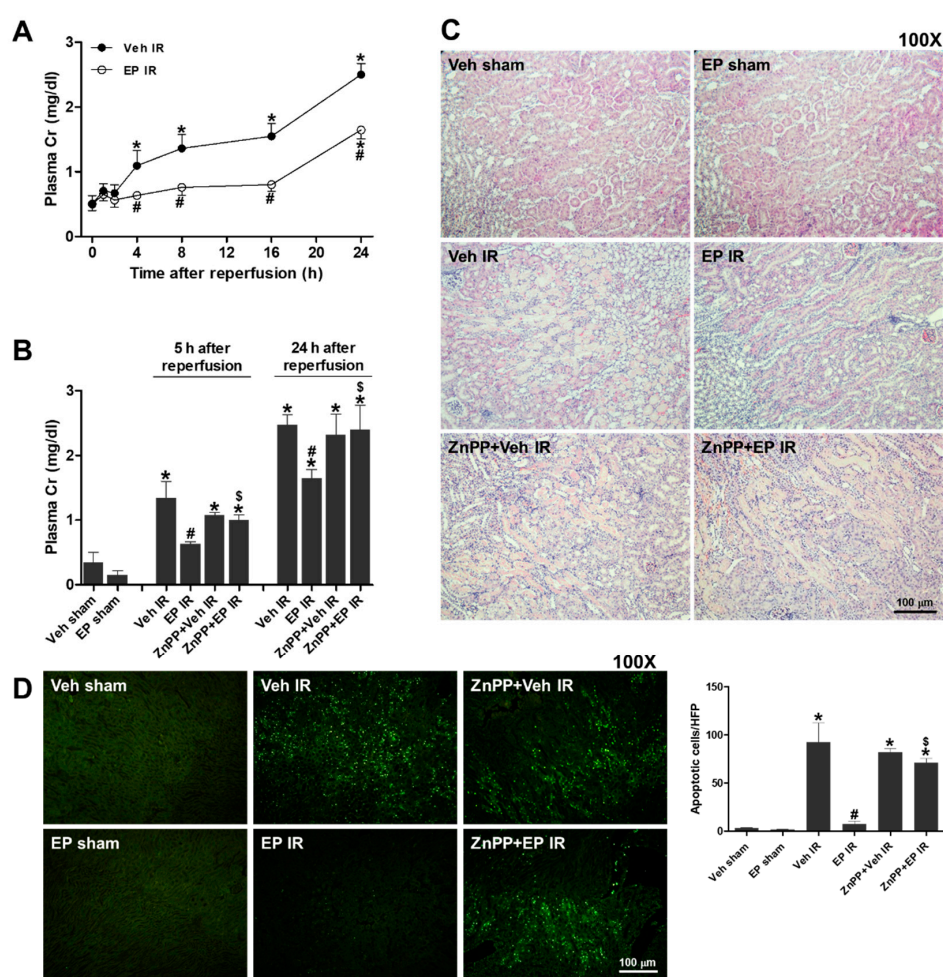 A
Veh IR
EP IR
Plasma Cr (mg/dl)
3
2
1
0
0 4 8 12 16 20 24
Time after reperfusion (h)
* * * * *
# # # #
B
5 h after
reperfusion
24 h after
reperfusion
Plasma Cr (mg/dl)
3
2
1
0
* # * $ * * # * * $ *
Veh sham
EP sham
Veh IR
EP IR
ZnPP+Veh IR
ZnPP+EP IR
Veh IR
EP IR
ZnPP+Veh IR
ZnPP+EP IR
C
100X
Veh sham
EP sham
Veh IR
EP IR
ZnPP+Veh IR
ZnPP+EP IR
100 µm
D
100X
Veh sham
Veh IR
ZnPP+Veh IR
EP sham
EP IR
ZnPP+EP IR
100 µm
Apoptotic cells/HFP
150
100
50
0
* # * $ *
Veh sham
EP sham
Veh IR
EP IR
ZnPP+Veh IR
ZnPP+EP IR